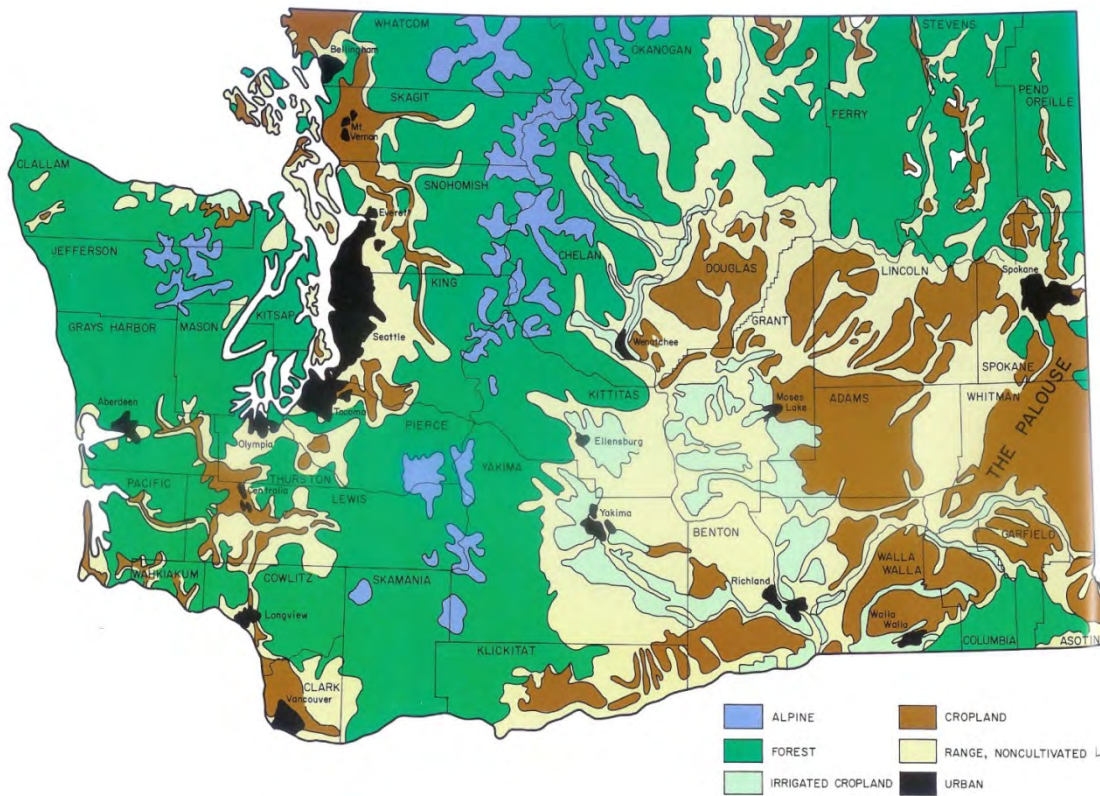 WHATCOM
OKANOGAN
STEVENS
Bellingham
SKAGIT
PEND
OREILLE
FERRY
Mt.
Vernon
CLALLAM
SNOHOMISH
Everett
JEFFERSON
CHELAN
DOUGLAS
LINCOLN
Spokane
KING
KITSAP
MASON
GRAYS HARBOR
GRANT
Seattle
Wenatchee
SPOKANE
KITTITAS
Moses
Lake
ADAMS
WHITMAN
THE PALOUSE
Aberdeen
Tacoma
PIERCE
Olympia
Ellensburg
YAKIMA
PACIFIC
THURSTON
Centralia
LEWIS
Yakima
BENTON
GARFIELD
WALLA
WALLA
WAHKIAKUM
COWLITZ
SKAMANIA
Richland
Longview
Walla
Walla
COLUMBIA
ASOTIN
KLICKITAT
CLARK
Vancouver
ALPINE
CROPLAND
FOREST
RANGE, NONCULTIVATED L
IRRIGATED CROPLAND
URBAN